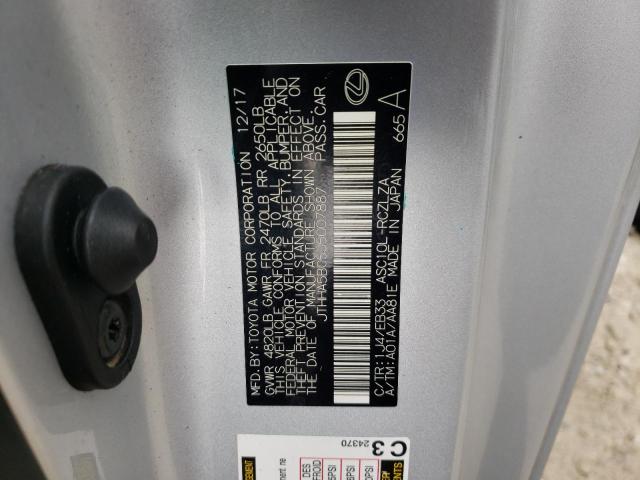 MFD.BY: TOYOTA MOTOR CORPORATION 12/17
GVWR 4820LB GAWR FR 2470LB RR 2650LB
THIS VEHICLE CONFORMS TO ALL APPLICABLE
FEDERAL MOTOR VEHICLE SAFETY, BUMPER, AND
THEFT PREVENTION STANDARDS IN EFFECT ON
THE DATE OF MANUFACTURE SHOWN ABOVE.
PASS. CAR
C/TR: 1J4/EB33 ASC10L-RCZLZA 665 A
A/TM: A01A/AA81E MADE IN JAPAN
C3
24370